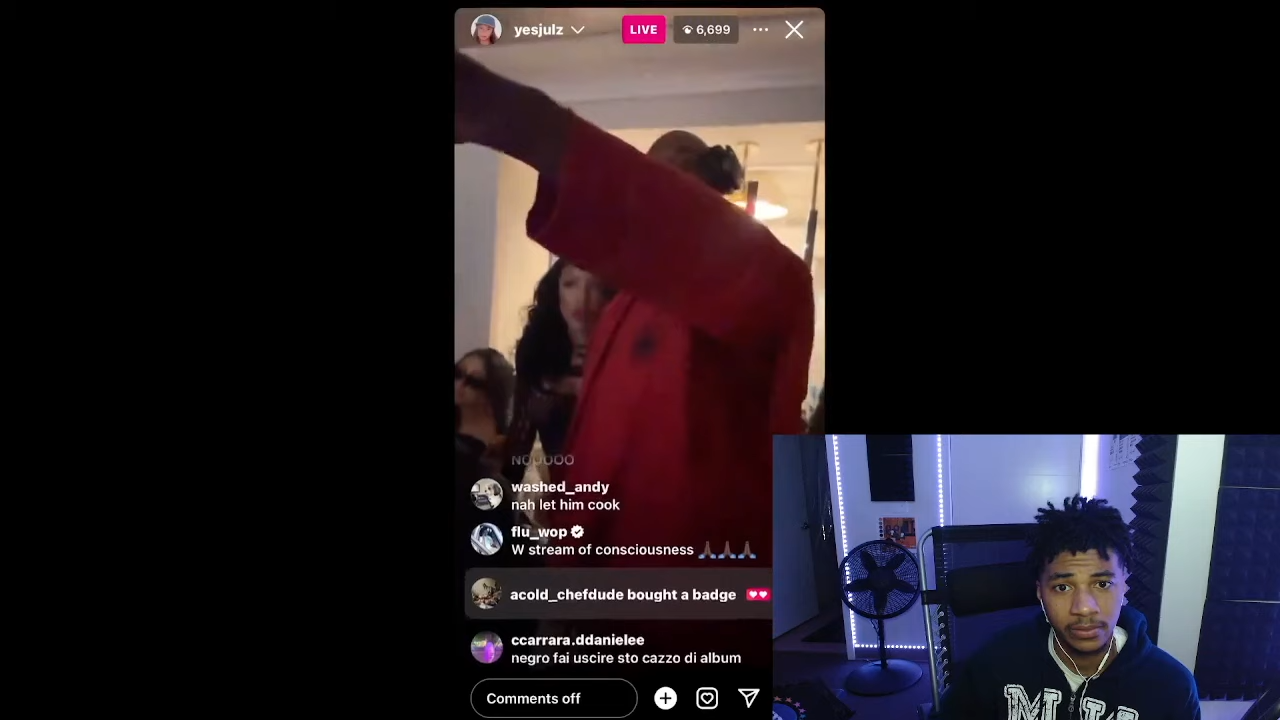 yesjulz
LIVE
6,699
NOOOOO
washed_andy
nah let him cook
flu_wop
W stream of consciousness 🙏🏾🙏🏾🙏🏾
acold_chefdude bought a badge
ccarrara.ddanielee
negro fai uscire sto cazzo di album
Comments off